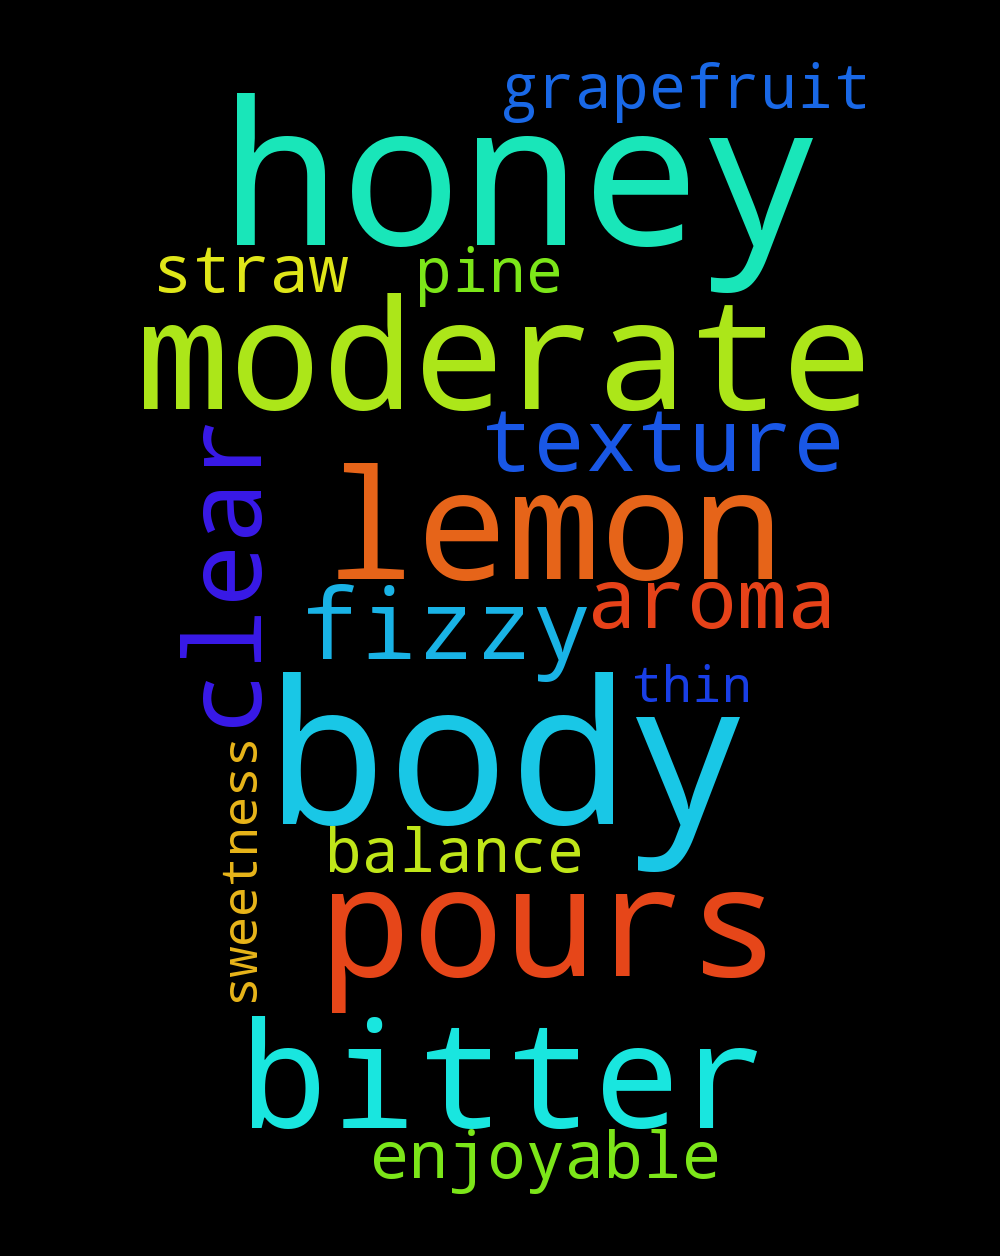 grapefruit
honey
straw pine
moderate
texture
clear
lemon
aroma
fizzy
thin
body
sweetness
balance
pours
bitter
enjoyable